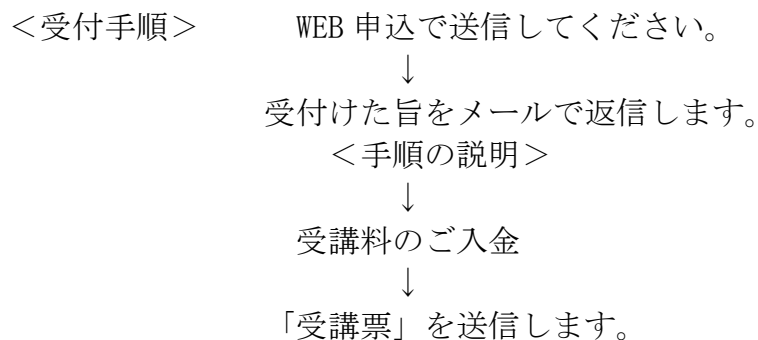 ＜受付手順＞　　WEB 申込で送信してください。
↓
受付けた旨をメールで返信します。
＜手順の説明＞
↓
受講料のご入金
↓
「受講票」を送信します。